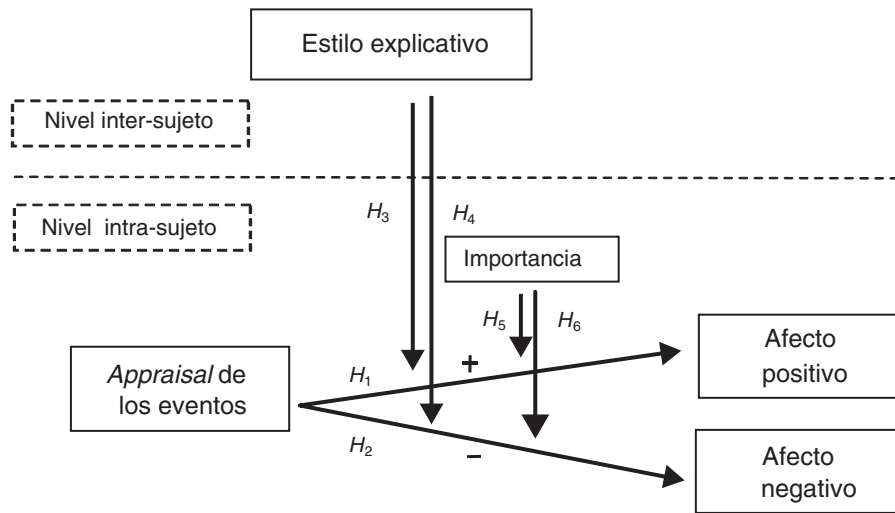 Estilo explicativo
Nivel inter-sujeto
Nivel intra-sujeto
H3
H4
Importancia
H5
H6
Appraisal de
los eventos
H1
+
H2
–
Afecto
positivo
Afecto
negativo